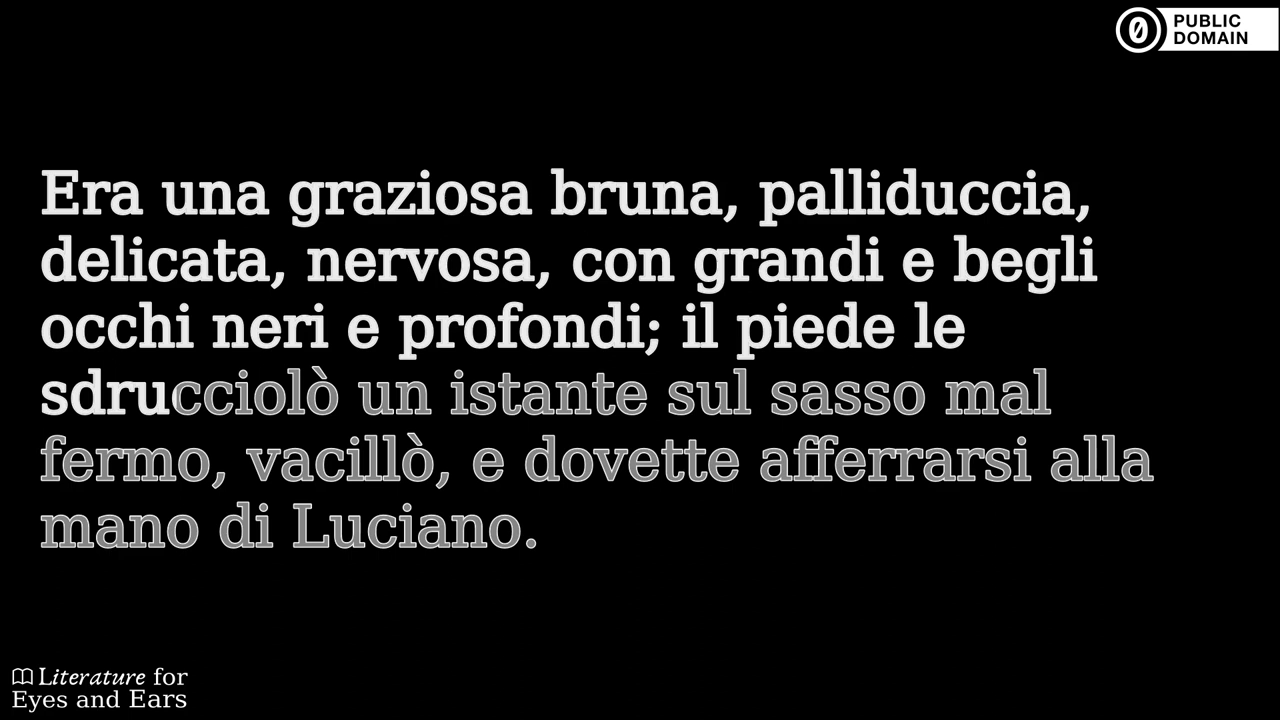 PUBLIC
DOMAIN
Era una graziosa bruna, palliduccia,
delicata, nervosa, con grandi e begli
occhi neri e profondi; il piede le
sdrucciolò un istante sul sasso mal
fermo, vacillò, e dovette afferrarsi alla
mano di Luciano.
Literature for
Eyes and Ears